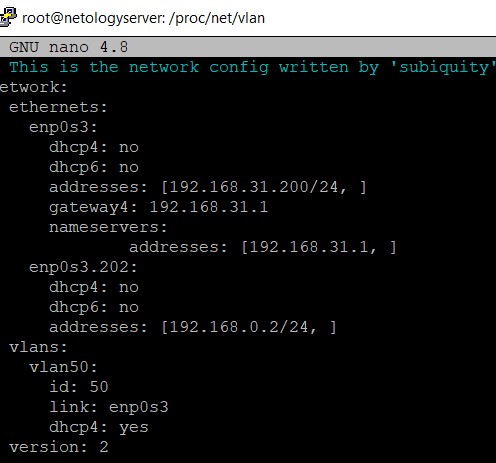 root@netologyserver: /proc/net/vlan
GNU nano 4.8
This is the network config written by 'subiquity'
etwork:
  ethernets:
    enp0s3:
      dhcp4: no
      dhcp6: no
      addresses: [192.168.31.200/24, ]
      gateway4: 192.168.31.1
      nameservers:
              addresses: [192.168.31.1, ]
    enp0s3.202:
      dhcp4: no
      dhcp6: no
      addresses: [192.168.0.2/24, ]
  vlans:
    vlan50:
      id: 50
      link: enp0s3
      dhcp4: yes
  version: 2